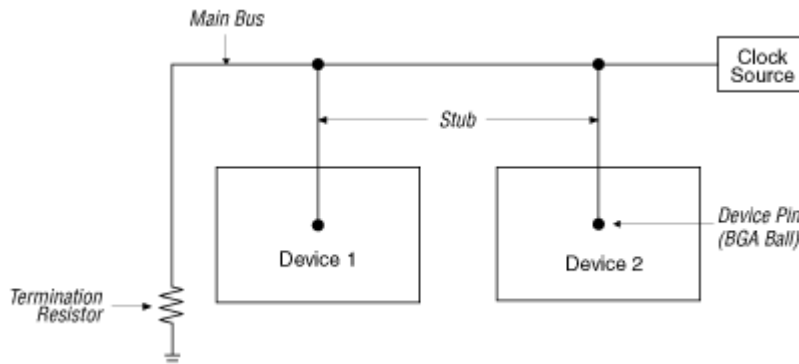 Main Bus
Clock
Source
Stub
Device Pin
(BGA Ball)
Device 1
Device 2
Termination
Resistor